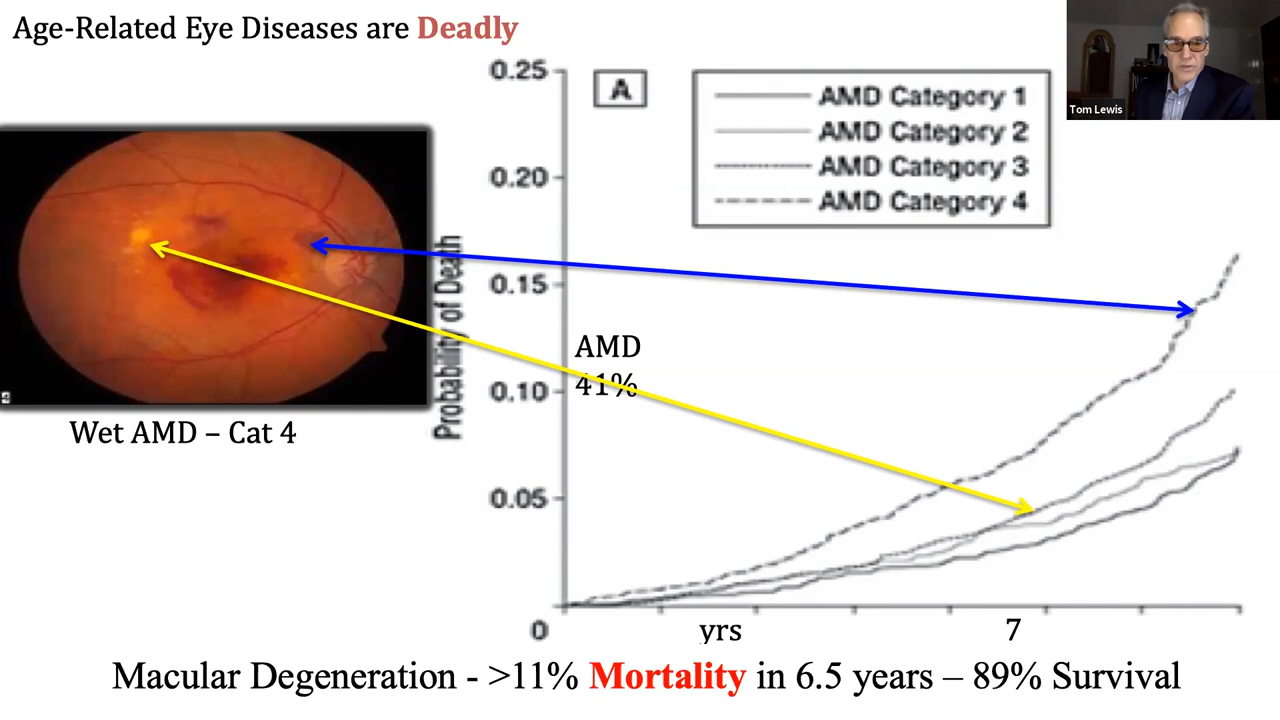 Age-Related Eye Diseases are Deadly
Tom Lewis
0.25
A
AMD Category 1
AMD Category 2
AMD Category 3
AMD Category 4
0.20
0.15
0.10
0.05
0
Probability of Death
AMD
41%
Wet AMD – Cat 4
yrs
7
Macular Degeneration - >11% Mortality in 6.5 years – 89% Survival